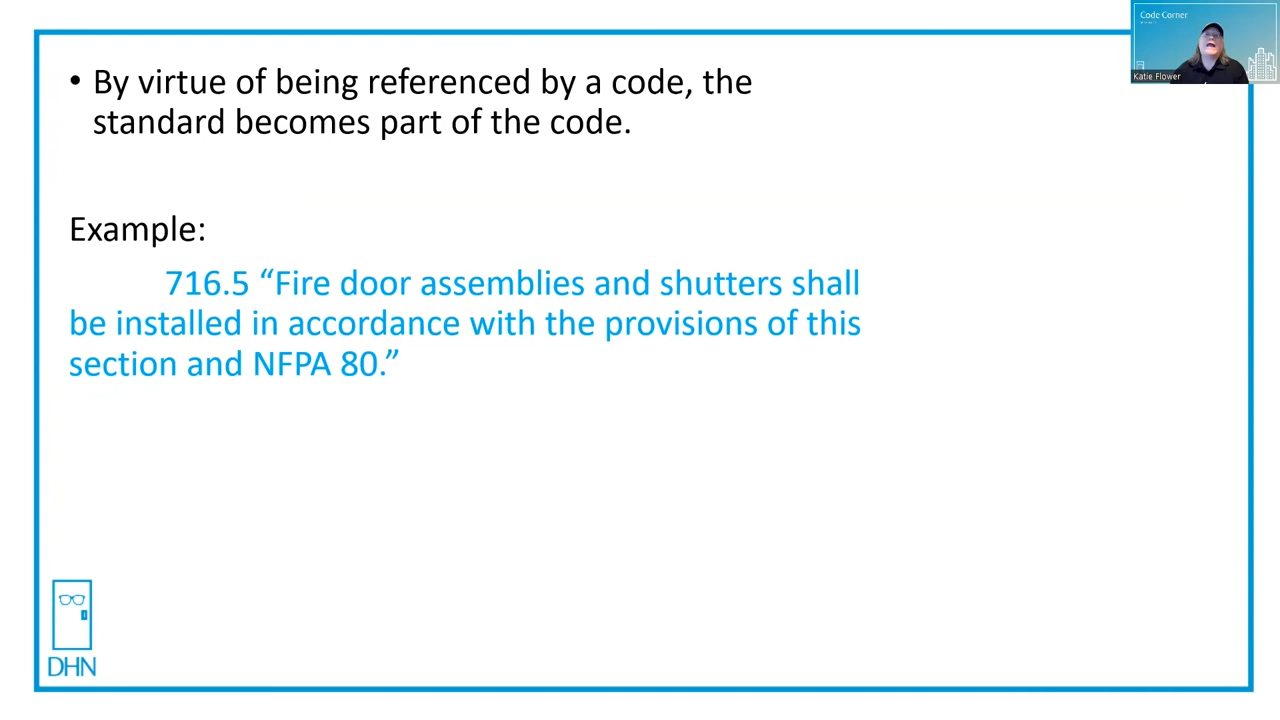 Code Corner
Katie Flower
• By virtue of being referenced by a code, the
standard becomes part of the code.
Example:
716.5 “Fire door assemblies and shutters shall
be installed in accordance with the provisions of this
section and NFPA 80.”
DHN